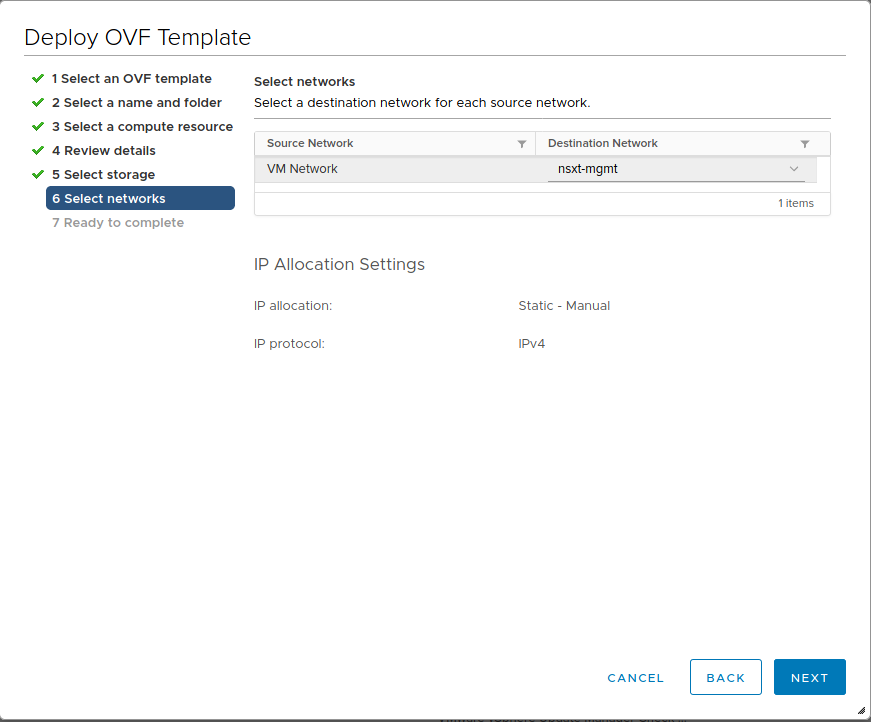 Deploy OVF Template
1 Select an OVF template
2 Select a name and folder
3 Select a compute resource
4 Review details
5 Select storage
6 Select networks
7 Ready to complete
Select networks
Select a destination network for each source network.
Source Network Destination Network
VM Network nsxt-mgmt
1 items
IP Allocation Settings
IP allocation: Static - Manual
IP protocol: IPv4
CANCEL BACK NEXT